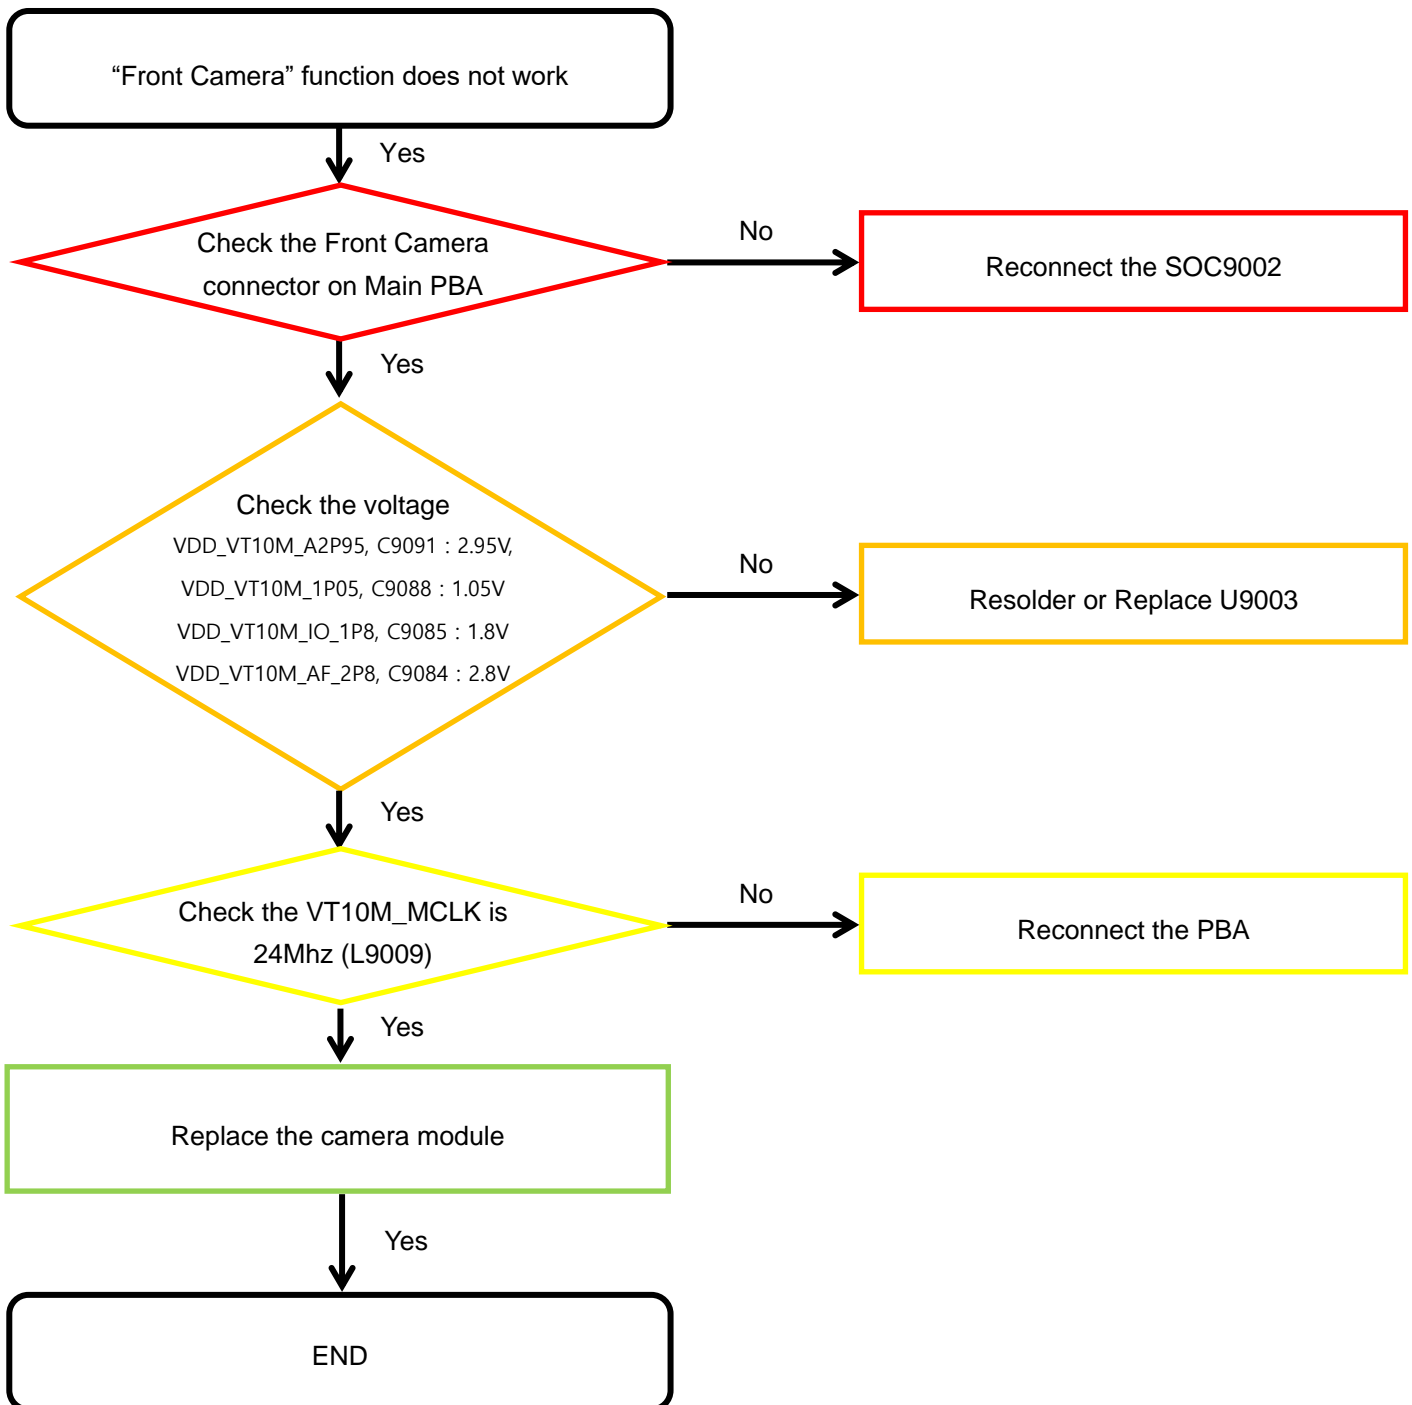 “Front Camera” function does not work
Yes
Check the Front Camera
connector on Main PBA
No
Reconnect the SOC9002
Yes
Check the voltage
VDD_VT10M_A2P95, C9091 : 2.95V,
VDD_VT10M_1P05, C9088 : 1.05V
VDD_VT10M_IO_1P8, C9085 : 1.8V
VDD_VT10M_AF_2P8, C9084 : 2.8V
No
Resolder or Replace U9003
Yes
Check the VT10M_MCLK is
24Mhz (L9009)
No
Reconnect the PBA
Yes
Replace the camera module
Yes
END